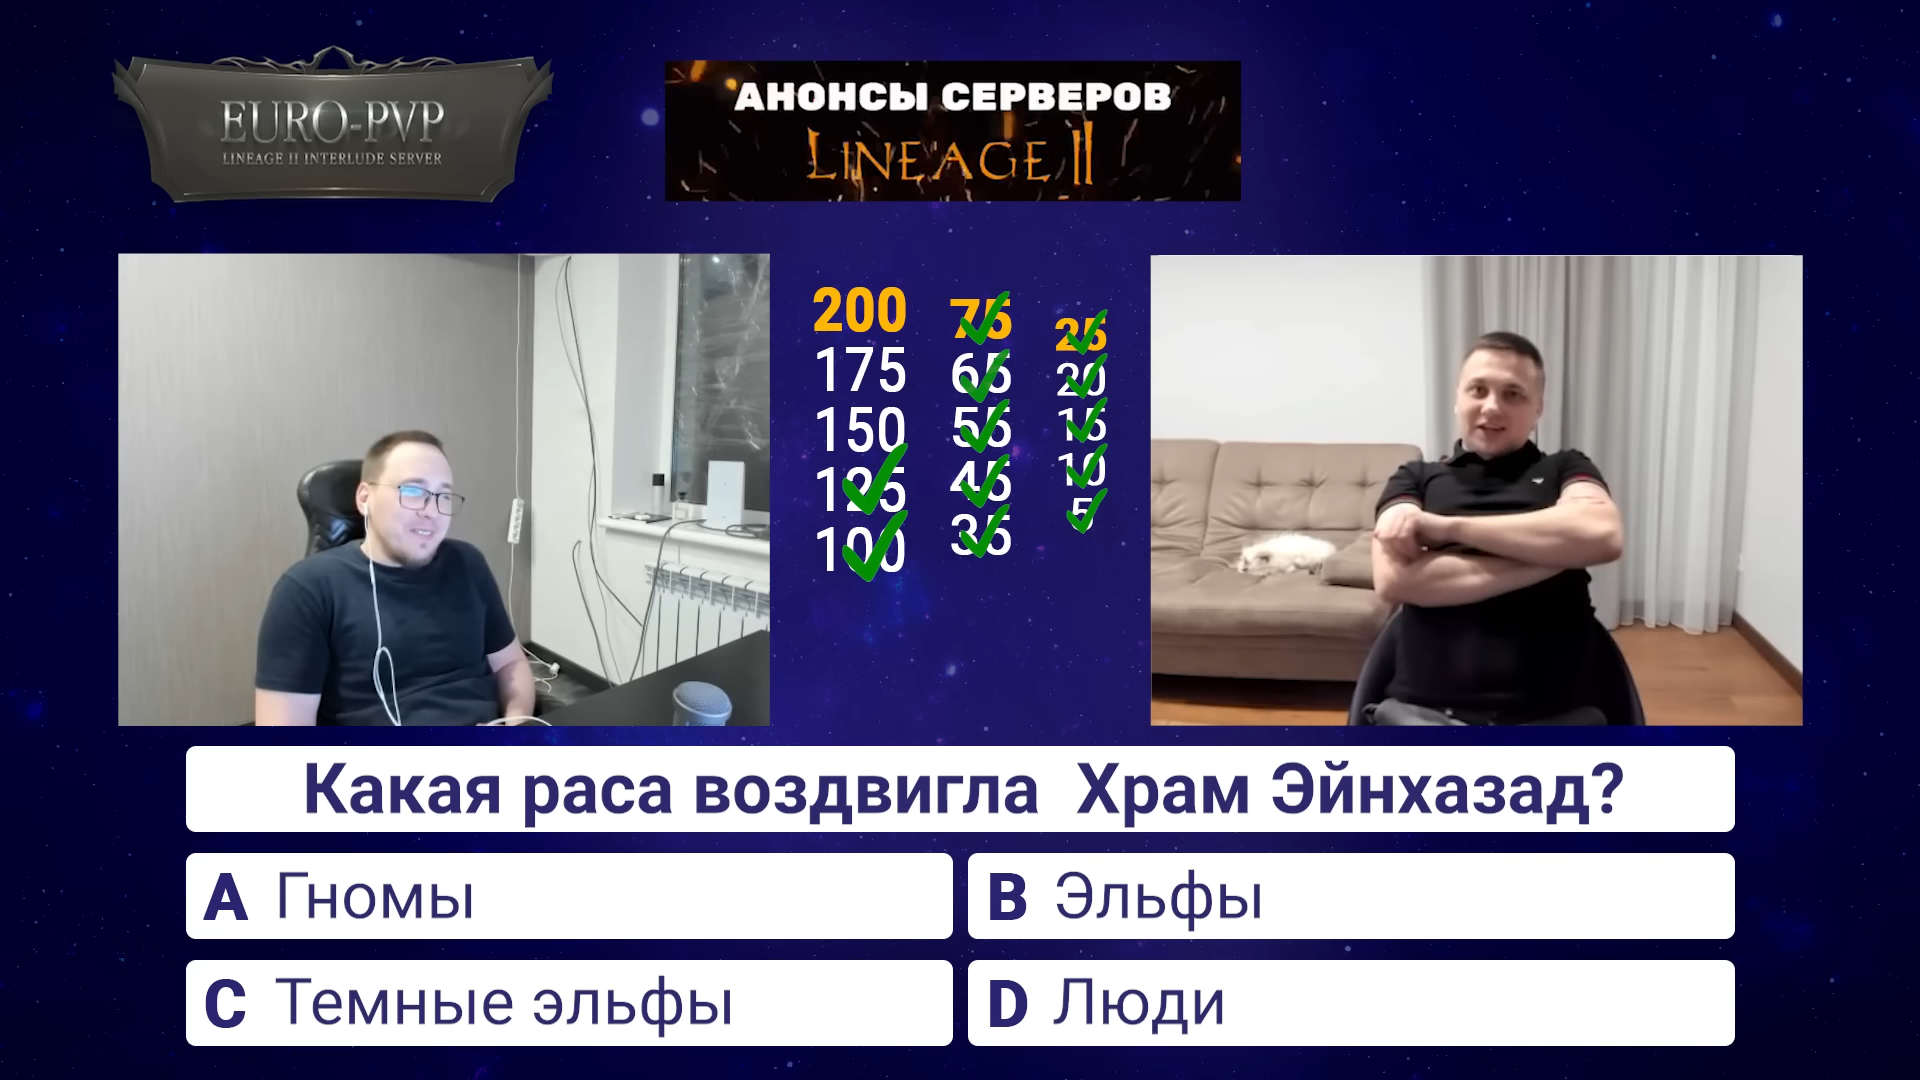 EURO-PVP
LINEAGE II INTERLUDE SERVER
АНОНСЫ СЕРВЕРОВ
LINEAGE II
200 75 25
175 65 20
150 55 15
125 45 10
100 35 5
Какая раса воздвигла Храм Эйнхазад?
A Гномы
B Эльфы
C Темные эльфы
D Люди